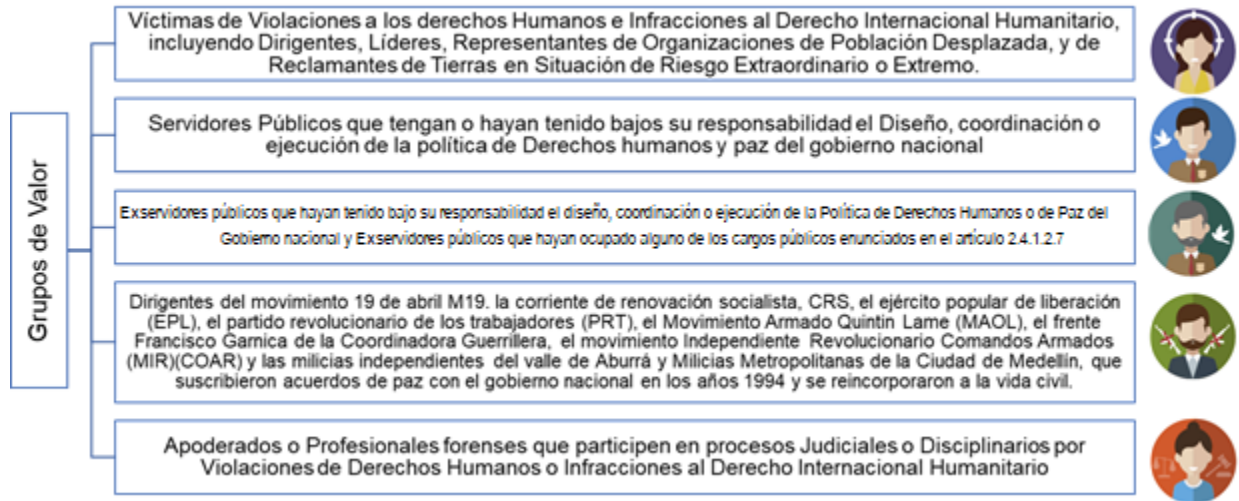 Grupos de Valor
Víctimas de Violaciones a los derechos Humanos e Infracciones al Derecho Internacional Humanitario,
incluyendo Dirigentes, Líderes, Representantes de Organizaciones de Población Desplazada, y de
Reclamantes de Tierras en Situación de Riesgo Extraordinario o Extremo.
Servidores Públicos que tengan o hayan tenido bajos su responsabilidad el Diseño, coordinación o
ejecución de la política de Derechos humanos y paz del gobierno nacional
Exservidores públicos que hayan tenido bajo su responsabilidad el diseño, coordinación o ejecución de la Política de Derechos Humanos o de Paz del
Gobierno nacional y Exservidores públicos que hayan ocupado alguno de los cargos públicos enunciados en el artículo 2.4.1.2.7
Dirigentes del movimiento 19 de abril M19. la corriente de renovación socialista, CRS, el ejército popular de liberación
(EPL), el partido revolucionario de los trabajadores (PRT), el Movimiento Armado Quintin Lame (MAOL), el frente
Francisco Garnica de la Coordinadora Guerrillera, el movimiento Independiente Revolucionario Comandos Armados
(MIR)(COAR) y las milicias independientes del valle de Aburrá y Milicias Metropolitanas de la Ciudad de Medellín, que
suscribieron acuerdos de paz con el gobierno nacional en los años 1994 y se reincorporaron a la vida civil.
Apoderados o Profesionales forenses que participen en procesos Judiciales o Disciplinarios por
Violaciones de Derechos Humanos o Infracciones al Derecho Internacional Humanitario